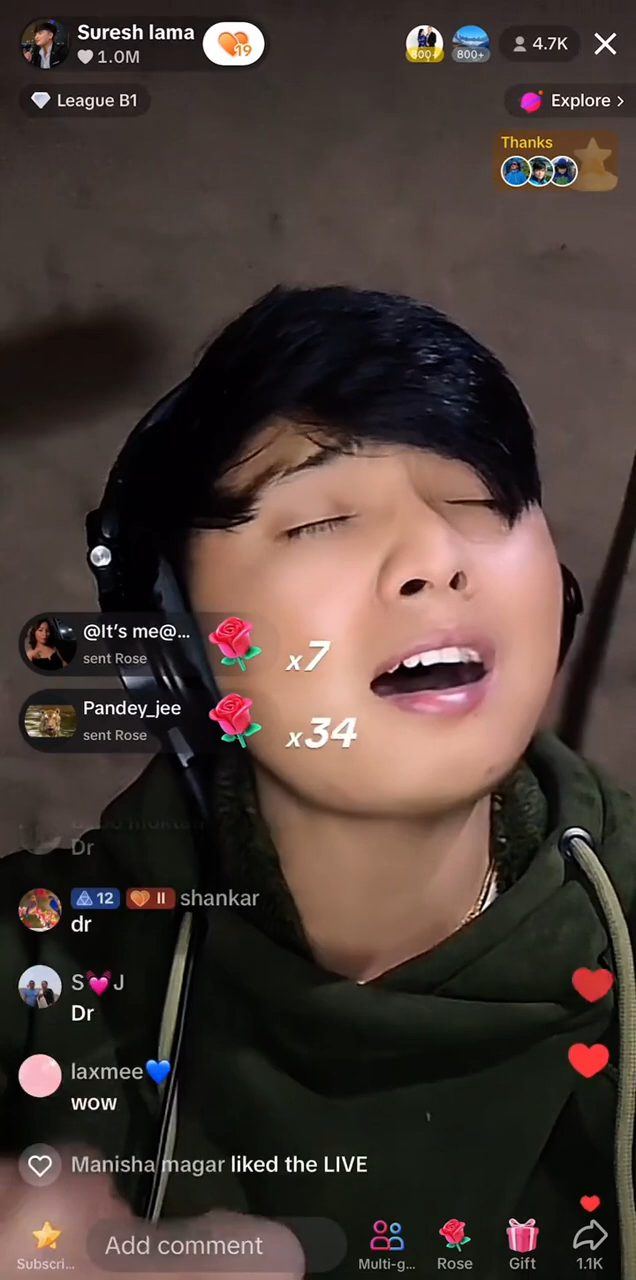 Suresh lama
1.0M
19
800+
800+
4.7K
League B1
Explore
Thanks
@It's me@...
sent Rose
x7
Pandey_jee
sent Rose
x34
Dr
12 II shankar
dr
S J
Dr
laxmee
wow
Manisha magar liked the LIVE
Subscri...
Add comment
Multi-g...
Rose
Gift
1.1K